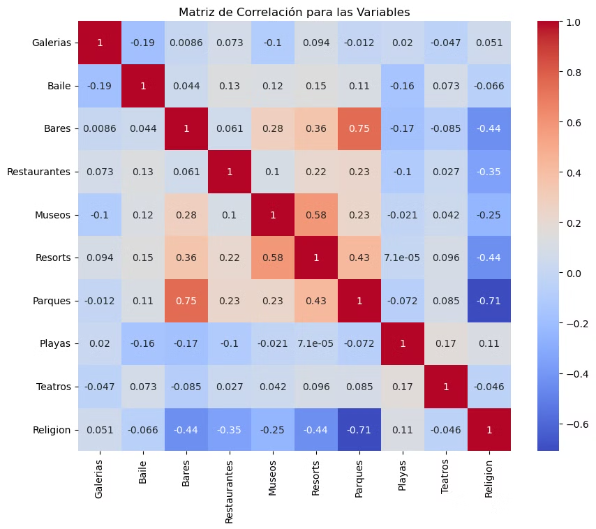 Matriz de Correlación para las Variables
Galerias 1 -0.19 0.0086 0.073 -0.1 0.094 -0.012 0.02 -0.047 0.051
Baile -0.19 1 0.044 0.13 0.12 0.15 0.11 -0.16 0.073 -0.066
Bares 0.0086 0.044 1 0.061 0.28 0.36 0.75 -0.17 -0.085 -0.44
Restaurantes 0.073 0.13 0.061 1 0.1 0.22 0.23 -0.1 0.027 -0.35
Museos -0.1 0.12 0.28 0.1 1 0.58 0.23 -0.021 0.042 -0.25
Resorts 0.094 0.15 0.36 0.22 0.58 1 0.43 7.1e-05 0.096 -0.44
Parques -0.012 0.11 0.75 0.23 0.23 0.43 1 -0.072 0.085 -0.71
Playas 0.02 -0.16 -0.17 -0.1 -0.021 7.1e-05 -0.072 1 0.17 0.11
Teatros -0.047 0.073 -0.085 0.027 0.042 0.096 0.085 0.17 1 -0.046
Religion 0.051 -0.066 -0.44 -0.35 -0.25 -0.44 -0.71 0.11 -0.046 1
Galerias Baile Bares Restaurantes Museos Resorts Parques Playas Teatros Religion
1.0
0.8
0.6
0.4
0.2
0.0
−0.2
−0.4
−0.6